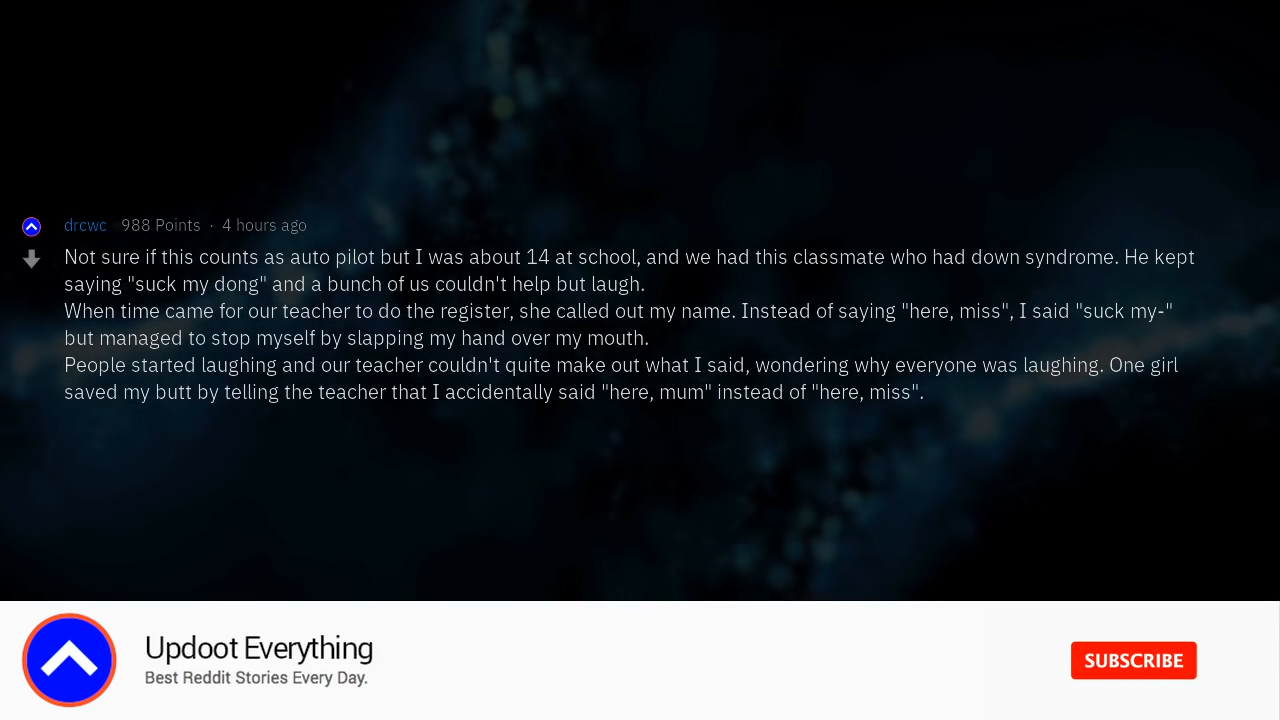 drcwc 988 Points · 4 hours ago
Not sure if this counts as auto pilot but I was about 14 at school, and we had this classmate who had down syndrome. He kept
saying "suck my dong" and a bunch of us couldn't help but laugh.
When time came for our teacher to do the register, she called out my name. Instead of saying "here, miss", I said "suck my-"
but managed to stop myself by slapping my hand over my mouth.
People started laughing and our teacher couldn't quite make out what I said, wondering why everyone was laughing. One girl
saved my butt by telling the teacher that I accidentally said "here, mum" instead of "here, miss".
Updoot Everything
Best Reddit Stories Every Day.
SUBSCRIBE